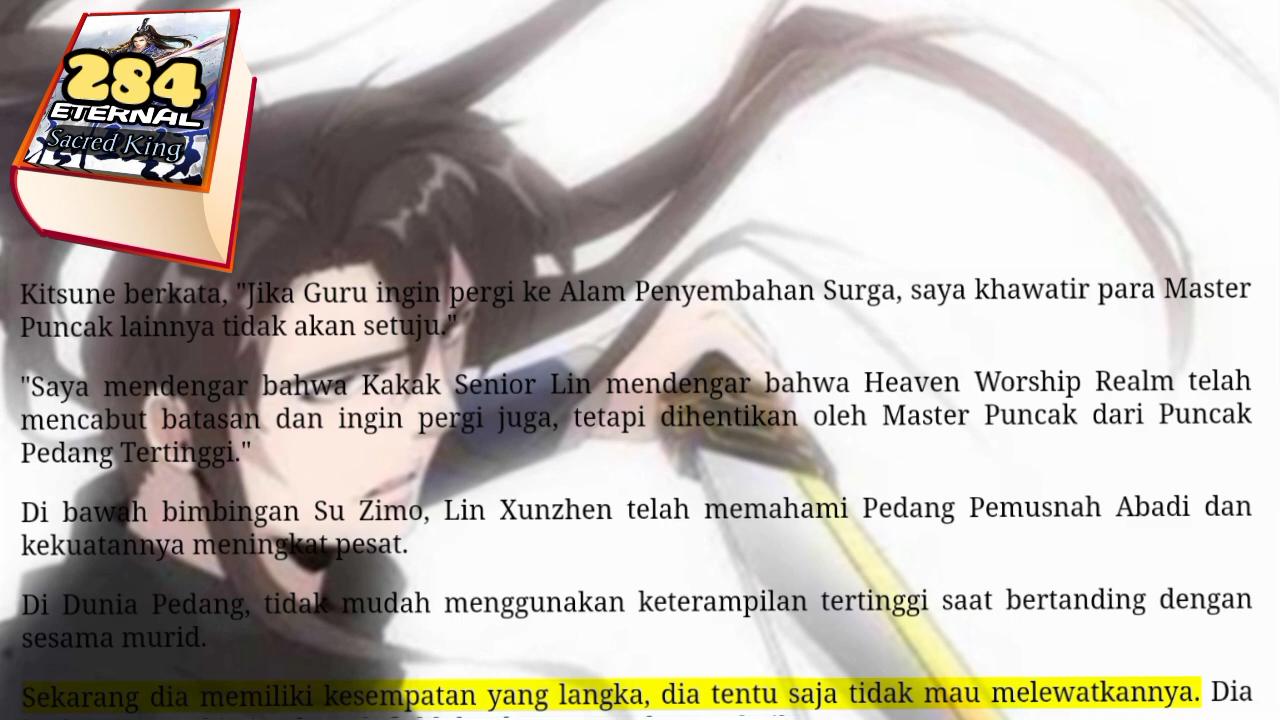 284
ETERNAL
Sacred King
Kitsune berkata, "Jika Guru ingin pergi ke Alam Penyembahan Surga, saya khawatir para Master
Puncak lainnya tidak akan setuju."
"Saya mendengar bahwa Kakak Senior Lin mendengar bahwa Heaven Worship Realm telah
mencabut batasan dan ingin pergi juga, tetapi dihentikan oleh Master Puncak dari Puncak
Pedang Tertinggi."
Di bawah bimbingan Su Zimo, Lin Xunzhen telah memahami Pedang Pemusnah Abadi dan
kekuatannya meningkat pesat.
Di Dunia Pedang, tidak mudah menggunakan keterampilan tertinggi saat bertanding dengan
sesama murid.
Sekarang dia memiliki kesempatan yang langka, dia tentu saja tidak mau melewatkannya. Dia